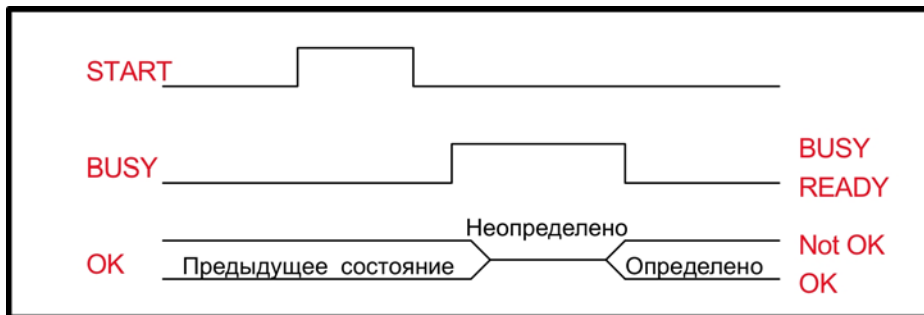 START
BUSY
BUSY
READY
Неопределено
OK
Предыдущее состояние
Определено
Not OK
OK